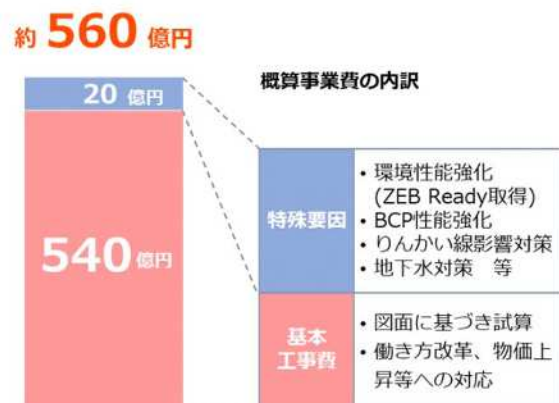 約 560 億円
20 億円
540億円
概算事業費の内訳
特殊要因
• 環境性能強化
(ZEB Ready取得)
• BCP性能強化
• りんかい線影響対策
• 地下水対策　等
基本
工事費
• 図面に基づき試算
• 働き方改革、物価上
昇等への対応